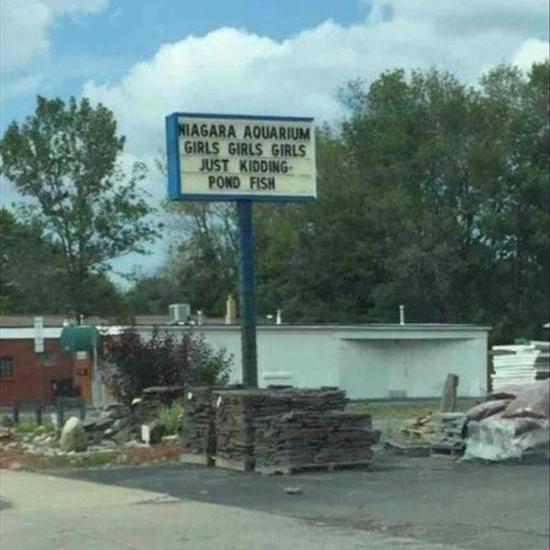 NIAGARA AQUARIUM
GIRLS GIRLS GIRLS
JUST KIDDING-
POND FISH